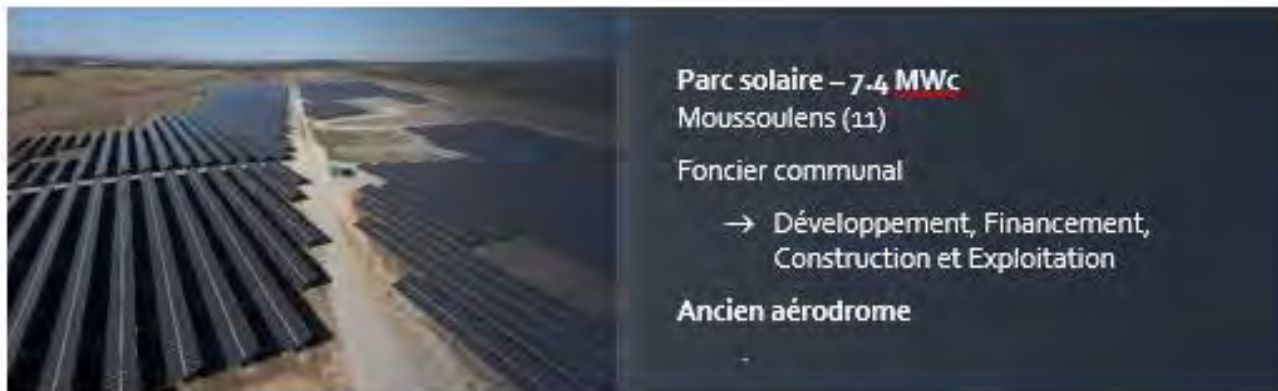 Parc solaire – 7.4 MWc
Moussoulens (11)
Foncier communal
→ Développement, Financement,
Construction et Exploitation
Ancien aérodrome